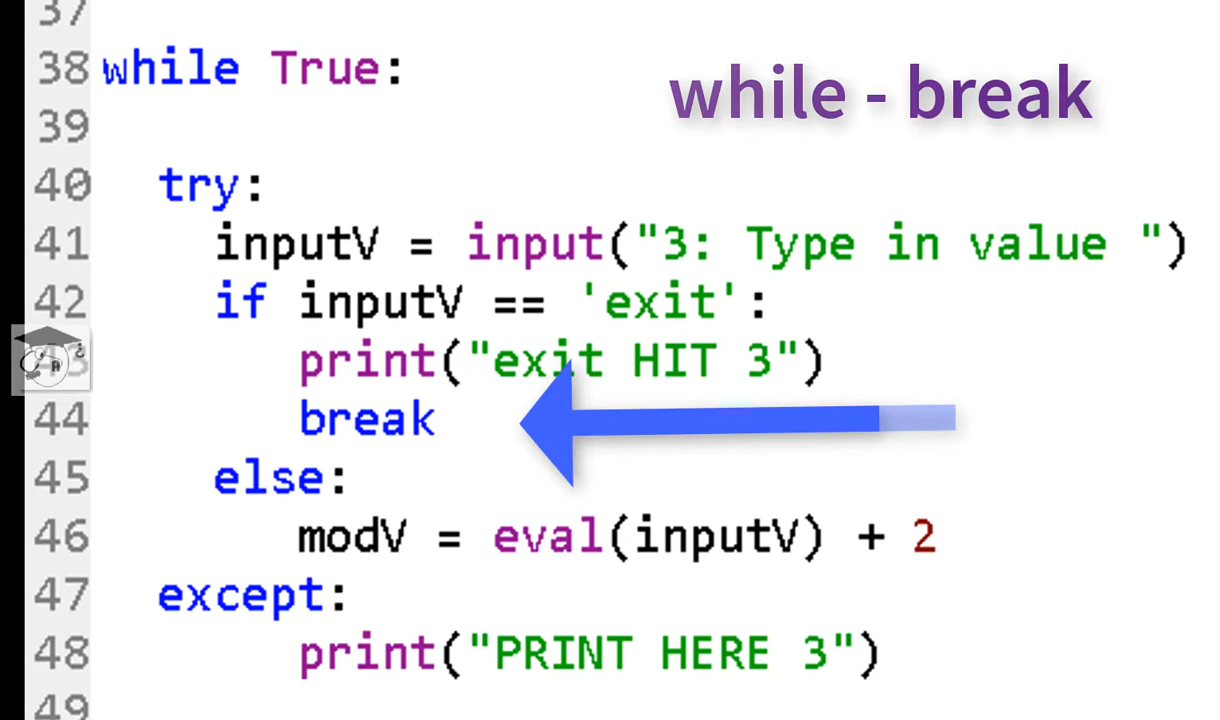 37
38 while True:
while - break
39
40 try:
41 inputV = input("3: Type in value ")
42 if inputV == 'exit':
43 print("exit HIT 3")
44 break
45 else:
46 modV = eval(inputV) + 2
47 except:
48 print("PRINT HERE 3")
49